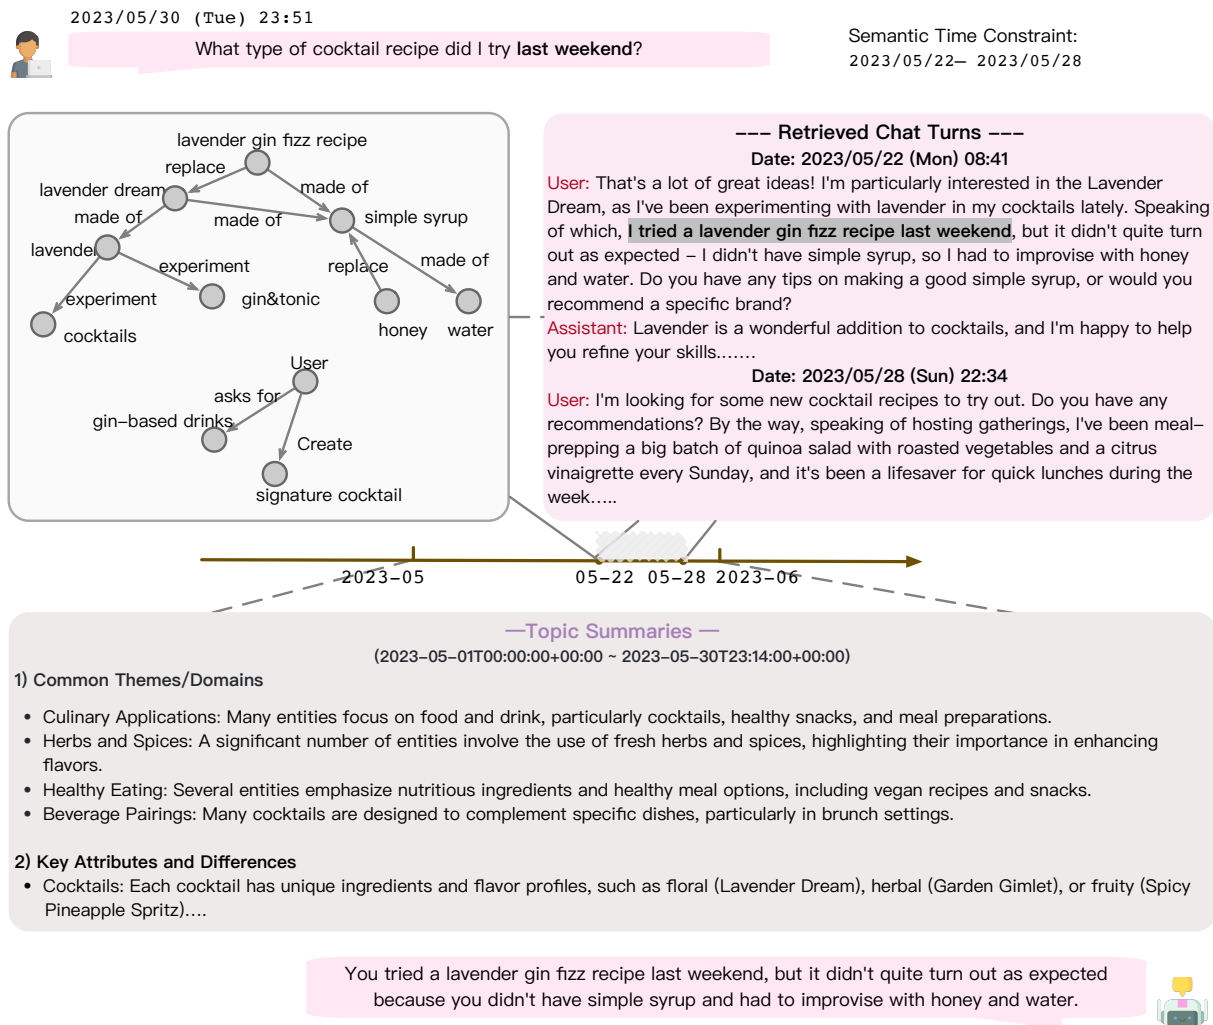 2023/05/30 (Tue) 23:51
What type of cocktail recipe did I try last weekend?
Semantic Time Constraint:
2023/05/22— 2023/05/28
lavender gin fizz recipe
replace
lavender dream
made of
made of
made of
simple syrup
lavender
experiment
replace
made of
experiment
gin&tonic
cocktails
honey
water
User
asks for
gin-based drinks
Create
signature cocktail
--- Retrieved Chat Turns ---
Date: 2023/05/22 (Mon) 08:41
User: That's a lot of great ideas! I'm particularly interested in the Lavender
Dream, as I've been experimenting with lavender in my cocktails lately. Speaking
of which, I tried a lavender gin fizz recipe last weekend, but it didn't quite turn
out as expected – I didn't have simple syrup, so I had to improvise with honey
and water. Do you have any tips on making a good simple syrup, or would you
recommend a specific brand?
Assistant: Lavender is a wonderful addition to cocktails, and I'm happy to help
you refine your skills.......
Date: 2023/05/28 (Sun) 22:34
User: I'm looking for some new cocktail recipes to try out. Do you have any
recommendations? By the way, speaking of hosting gatherings, I've been meal-
prepping a big batch of quinoa salad with roasted vegetables and a citrus
vinaigrette every Sunday, and it's been a lifesaver for quick lunches during the
week.....
2023-05
05-22
05-28
2023-06
—Topic Summaries —
(2023-05-01T00:00:00+00:00 ~ 2023-05-30T23:14:00+00:00)
1) Common Themes/Domains
• Culinary Applications: Many entities focus on food and drink, particularly cocktails, healthy snacks, and meal preparations.
• Herbs and Spices: A significant number of entities involve the use of fresh herbs and spices, highlighting their importance in enhancing
flavors.
• Healthy Eating: Several entities emphasize nutritious ingredients and healthy meal options, including vegan recipes and snacks.
• Beverage Pairings: Many cocktails are designed to complement specific dishes, particularly in brunch settings.
2) Key Attributes and Differences
• Cocktails: Each cocktail has unique ingredients and flavor profiles, such as floral (Lavender Dream), herbal (Garden Gimlet), or fruity (Spicy
Pineapple Spritz)....
You tried a lavender gin fizz recipe last weekend, but it didn't quite turn out as expected
because you didn't have simple syrup and had to improvise with honey and water.